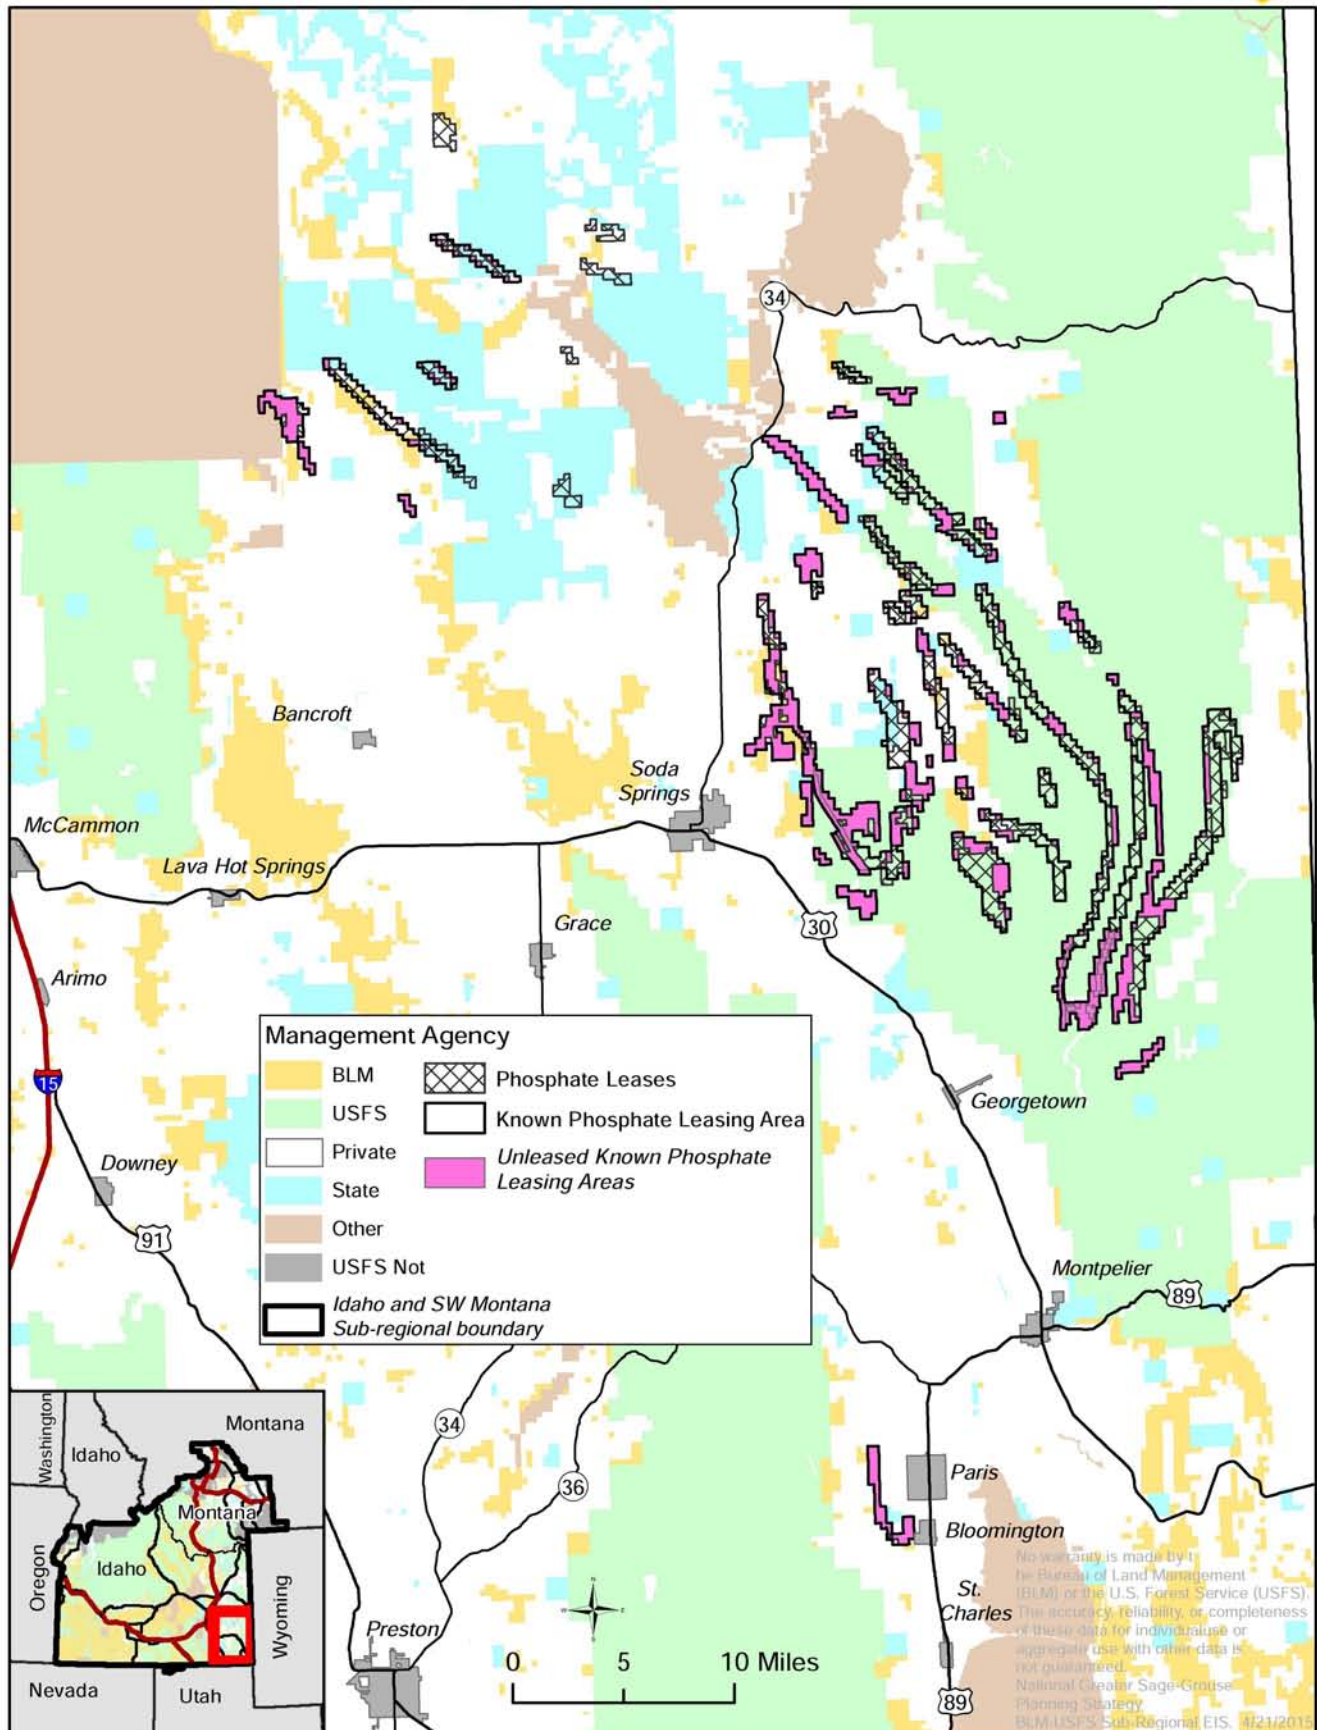 34
Bancroft
Soda
Springs
McCammon
Lava Hot Springs
30
Grace
Arimo
15
Management Agency
BLM
USFS
Private
State
Other
USFS Not
Idaho and SW Montana
Sub-regional boundary
Phosphate Leases
Known Phosphate Leasing Area
Unleased Known Phosphate
Leasing Areas
Georgetown
Downey
91
Montpelier
89
34
36
Paris
Bloomington
St.
Charles
89
Preston
0 5 10 Miles
N
W E
S
Washington
Idaho
Montana
Montana
Oregon
Idaho
Wyoming
Nevada
Utah
No warranty is made by t
he Bureau of Land Management
(BLM) or the U.S. Forest Service (USFS).
The accuracy, reliability, or completeness
of these data for individualuse or
aggregate use with other data is
not guaranteed.
National Greater Sage-Grouse
Planning Strategy
BLM-USFS Sub-Regional EIS. 4/21/2015